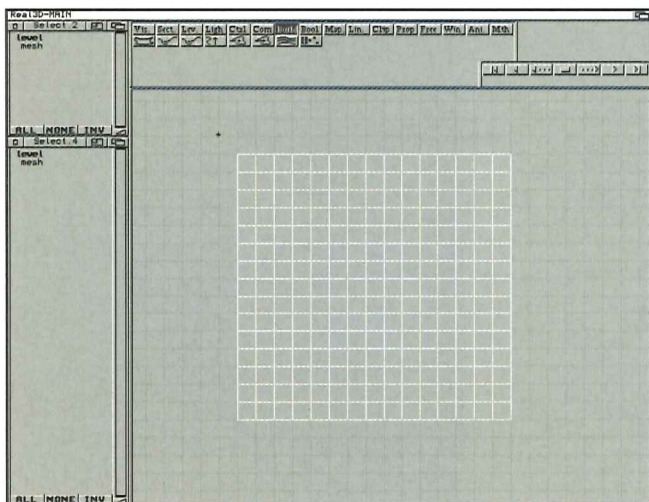 Real3D-MAIN
Select.2
level
mesh
ALL NONE INV
Select.4
level
mesh
ALL NONE INV
Vis. Sect. Lev. Ligh Ctrl Com Bool Map Lin. Clip Prop Free Win. Ani. Mth.